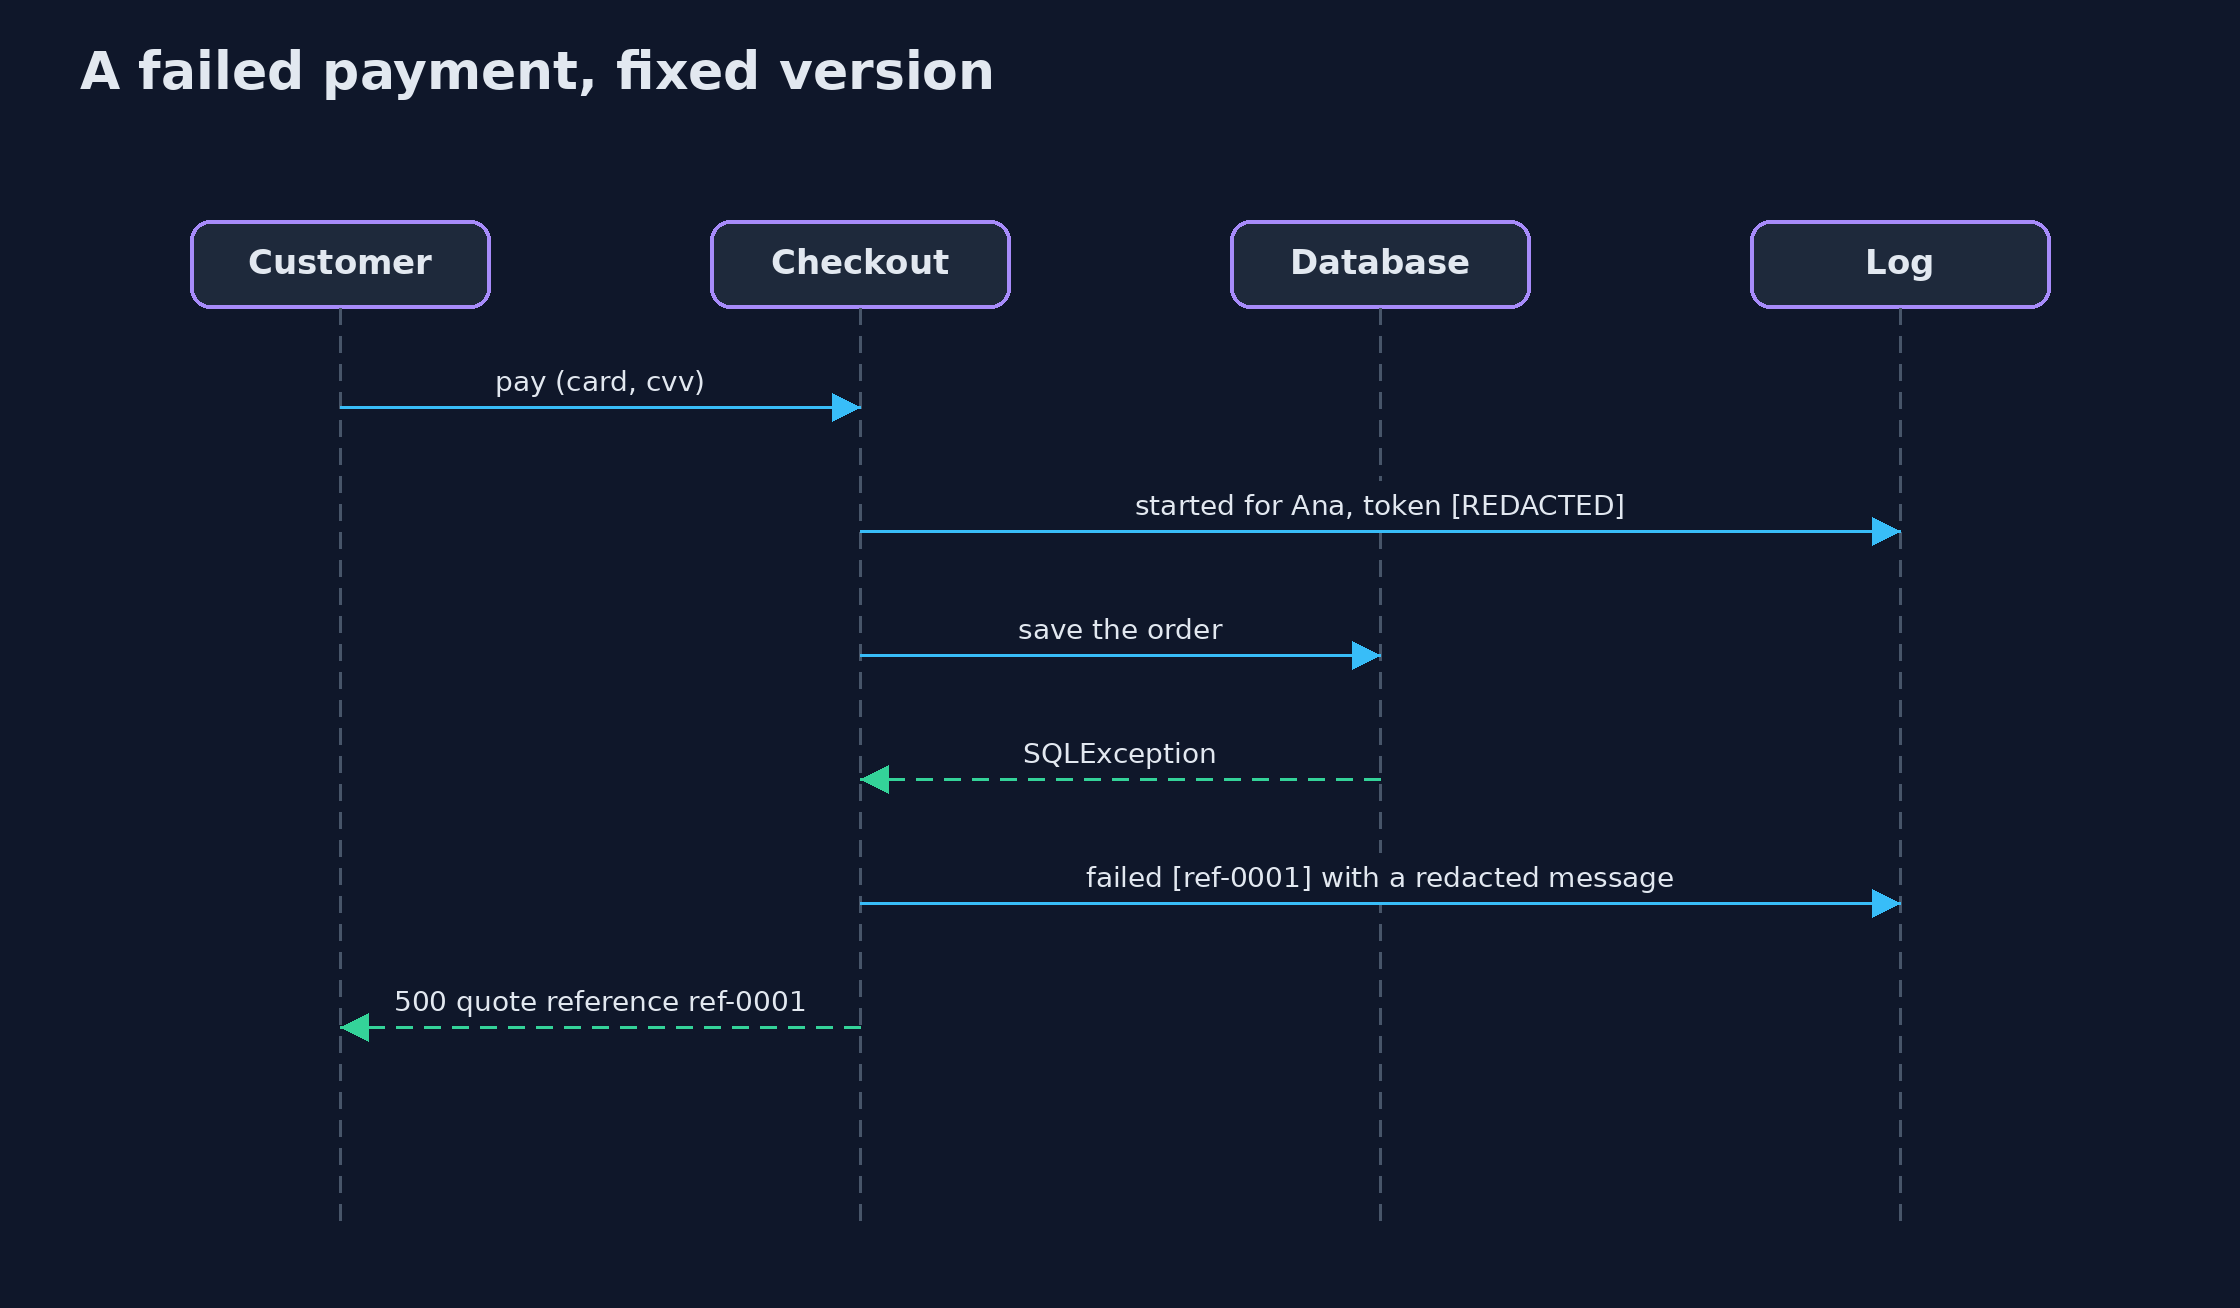 A failed payment, fixed version
Customer
Checkout
Database
Log
pay (card, cvv)
started for Ana, token [REDACTED]
save the order
SQLException
failed [ref-0001] with a redacted message
500 quote reference ref-0001